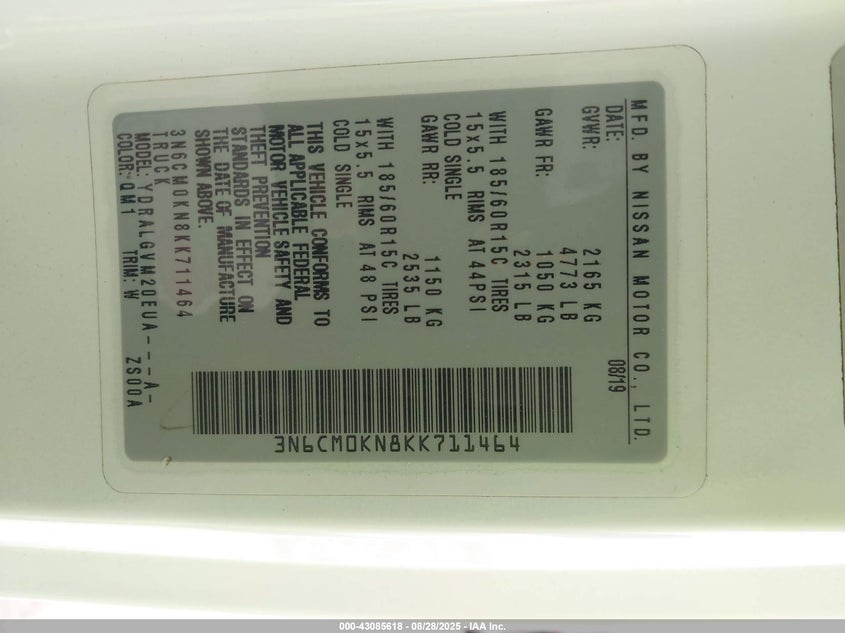 MFD. BY NISSAN MOTOR CO., LTD.
DATE: 08/19
GVWR: 2165 KG
4773 LB
GAWR FR: 1050 KG
2315 LB
WITH 185/60R15C TIRES
15x5.5 RIMS AT 44PSI
COLD SINGLE
GAWR RR: 1150 KG
2535 LB
WITH 185/60R15C TIRES
15x5.5 RIMS AT 48 PSI
COLD SINGLE
THIS VEHICLE CONFORMS TO
ALL APPLICABLE FEDERAL
MOTOR VEHICLE SAFETY AND
THEFT PREVENTION
STANDARDS IN EFFECT ON
THE DATE OF MANUFACTURE
SHOWN ABOVE.
3N6CM0KN8KK711464
TRUCK
MODEL: YDRALGVM20EUA---A-
COLOR: QM1 TRIM: W ZS00A
3N6CM0KN8KK711464
000-43085618 - 08/28/2025 - IAA Inc.